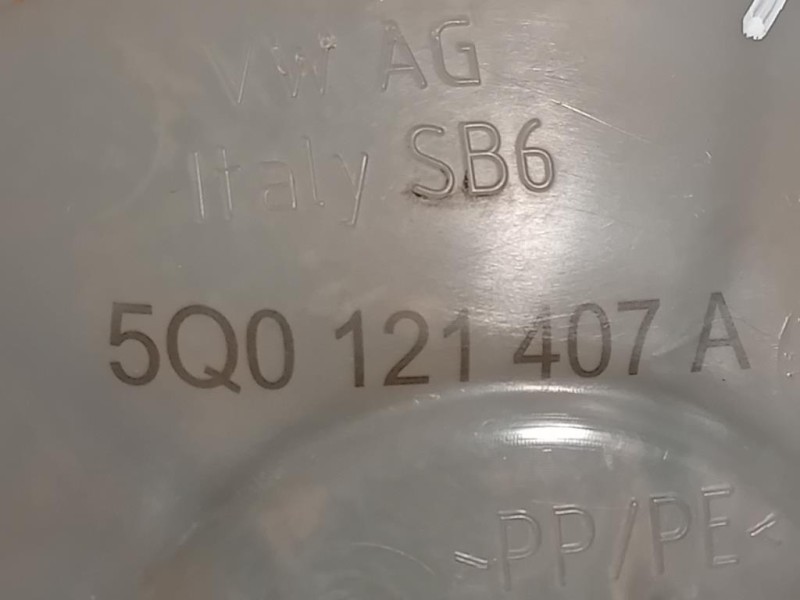 VW AG
Italy SB6
5Q0 121 407 A
>PP/PE<